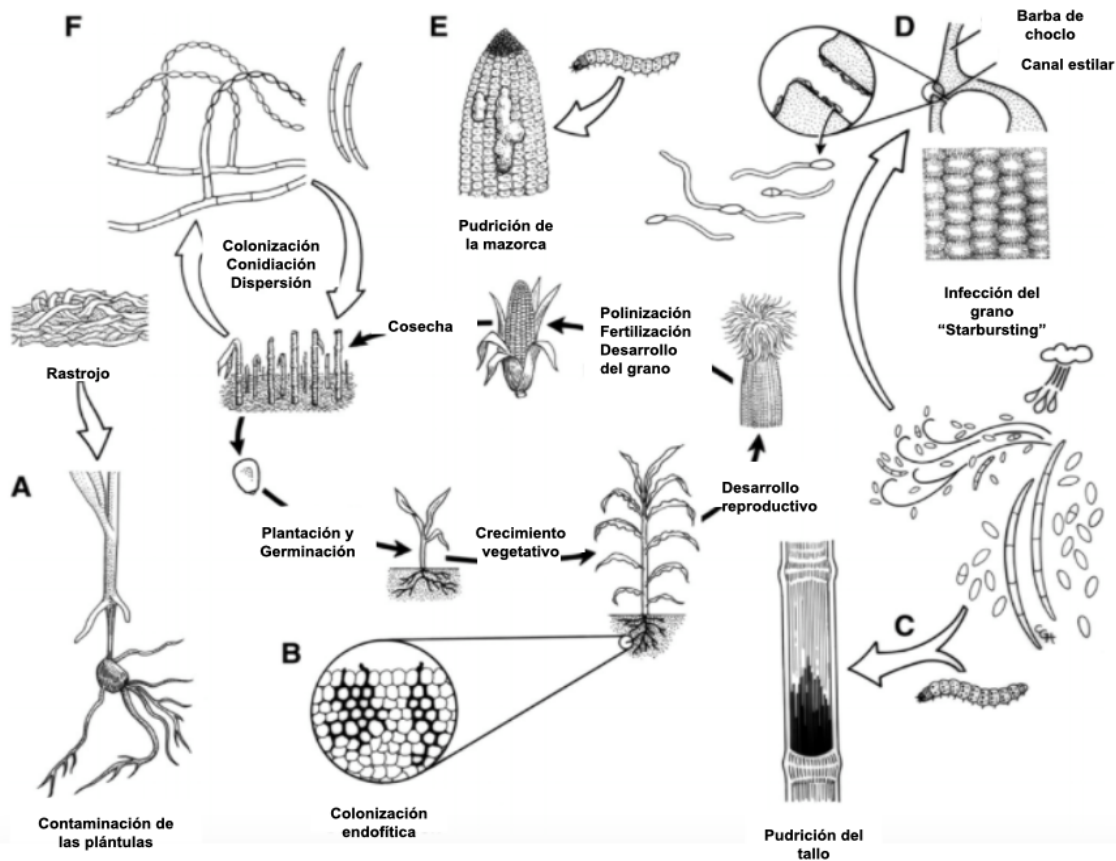 F
E
D
Barba de
choclo
Canal estilar
Pudrición de
la mazorca
Colonización
Conidiación
Dispersión
Cosecha
Polinización
Fertilización
Desarrollo
del grano
Infección del
grano
“Starbursting”
Rastrojo
A
Plantación y
Germinación
Crecimiento
vegetativo
Desarrollo
reproductivo
B
C
Contaminación de
las plántulas
Colonización
endofítica
Pudrición del
tallo